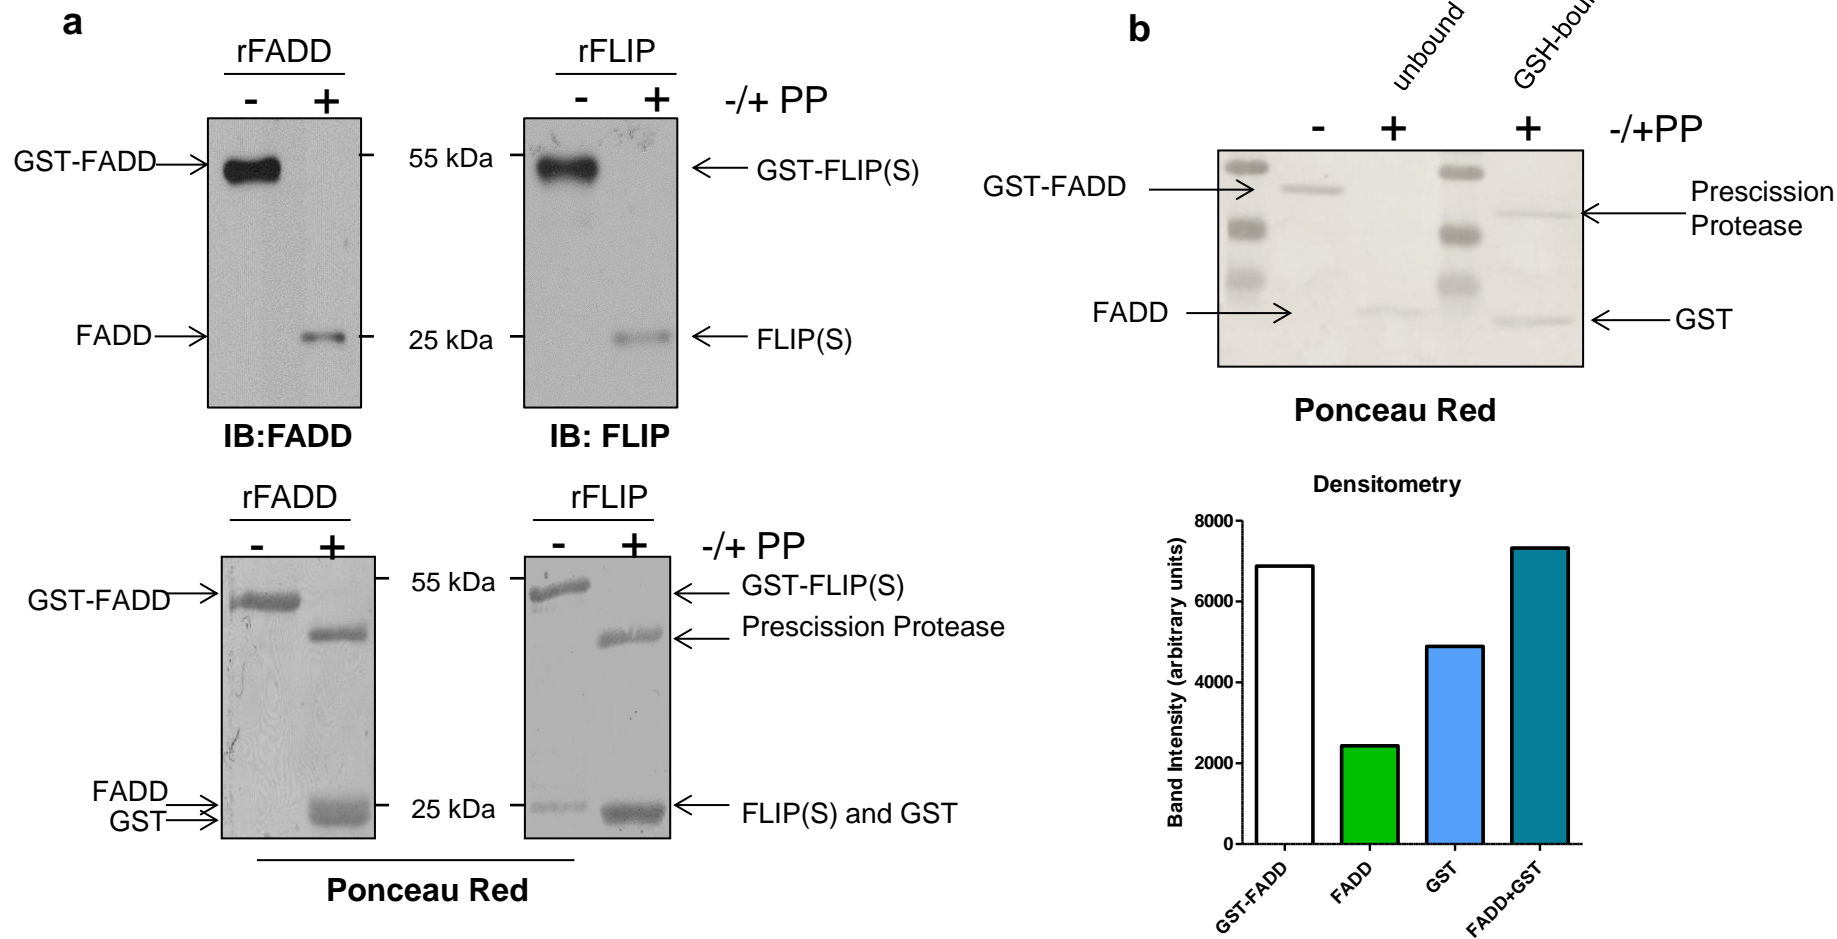 a
rFADD
rFLIP
- +
- +
-/+ PP
GST-FADD
55 kDa
GST-FLIP(S)
FADD
25 kDa
FLIP(S)
IB:FADD
IB: FLIP
rFADD
rFLIP
- +
- +
-/+ PP
GST-FADD
55 kDa
GST-FLIP(S)
Prescission Protease
FADD
GST
25 kDa
FLIP(S) and GST
Ponceau Red
b
unbound
- +
+
-/+PP
GST-FADD
Prescission
Protease
FADD
GST
Ponceau Red
Densitometry
Band Intensity (arbitrary units)
8000
6000
4000
2000
0
GST-FADD
FADD
GST
FADD+GST